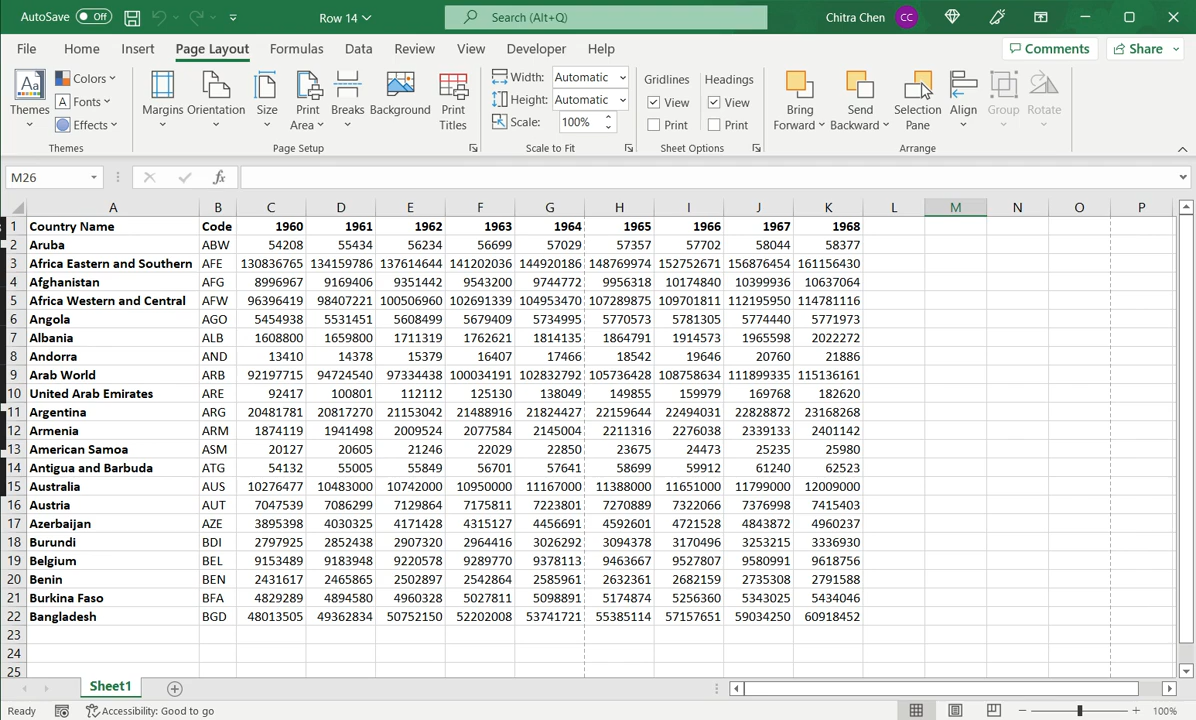 AutoSave Off Row 14 Search (Alt+Q) Chitra Chen CC
File Home Insert Page Layout Formulas Data Review View Developer Help Comments Share
Themes Colors Fonts Effects Margins Orientation Size Print Area Breaks Background Print Titles Width: Automatic Height: Automatic Scale: 100% Gridlines View Print Headings View Print Bring Forward Send Backward Selection Pane Align Group Rotate
Themes Page Setup Scale to Fit Sheet Options Arrange
M26 fx
A B C D E F G H I J K L M N O P
1 Country Name Code 1960 1961 1962 1963 1964 1965 1966 1967 1968
2 Aruba ABW 54208 55434 56234 56699 57029 57357 57702 58044 58377
3 Africa Eastern and Southern AFE 130836765 134159786 137614644 141202036 144920186 148769974 152752671 156876454 161156430
4 Afghanistan AFG 8996967 9169406 9351442 9543200 9744772 9956318 10174840 10399936 10637064
5 Africa Western and Central AFW 96396419 98407221 100506960 102691339 104953470 107289875 109701811 112195950 114781116
6 Angola AGO 5454938 5531451 5608499 5679409 5734995 5770573 5781305 5774440 5771973
7 Albania ALB 1608800 1659800 1711319 1762621 1814135 1864791 1914573 1965598 2022272
8 Andorra AND 13410 14378 15379 16407 17466 18542 19646 20760 21886
9 Arab World ARB 92197715 94724540 97334438 100034191 102832792 105736428 108758634 111899335 115136161
10 United Arab Emirates ARE 92417 100801 112112 125130 138049 149855 159979 169768 182620
11 Argentina ARG 20481781 20817270 21153042 21488916 21824427 22159644 22494031 22828872 23168268
12 Armenia ARM 1874119 1941498 2009524 2077584 2145004 2211316 2276038 2339133 2401142
13 American Samoa ASM 20127 20605 21246 22029 22850 23675 24473 25235 25980
14 Antigua and Barbuda ATG 54132 55005 55849 56701 57641 58699 59912 61240 62523
15 Australia AUS 10276477 10483000 10742000 10950000 11167000 11388000 11651000 11799000 12009000
16 Austria AUT 7047539 7086299 7129864 7175811 7223801 7270889 7322066 7376998 7415403
17 Azerbaijan AZE 3895398 4030325 4171428 4315127 4456691 4592601 4721528 4843872 4960237
18 Burundi BDI 2797925 2852438 2907320 2964416 3026292 3094378 3170496 3253215 3336930
19 Belgium BEL 9153489 9183948 9220578 9289770 9378113 9463667 9527807 9580991 9618756
20 Benin BEN 2431617 2465865 2502897 2542864 2585961 2632361 2682159 2735308 2791588
21 Burkina Faso BFA 4829289 4894580 4960328 5027811 5098891 5174874 5256360 5343025 5434046
22 Bangladesh BGD 48013505 49362834 50752150 52202008 53741721 55385114 57157651 59034250 60918452
23
24
25
Sheet1
Ready Accessibility: Good to go 100%